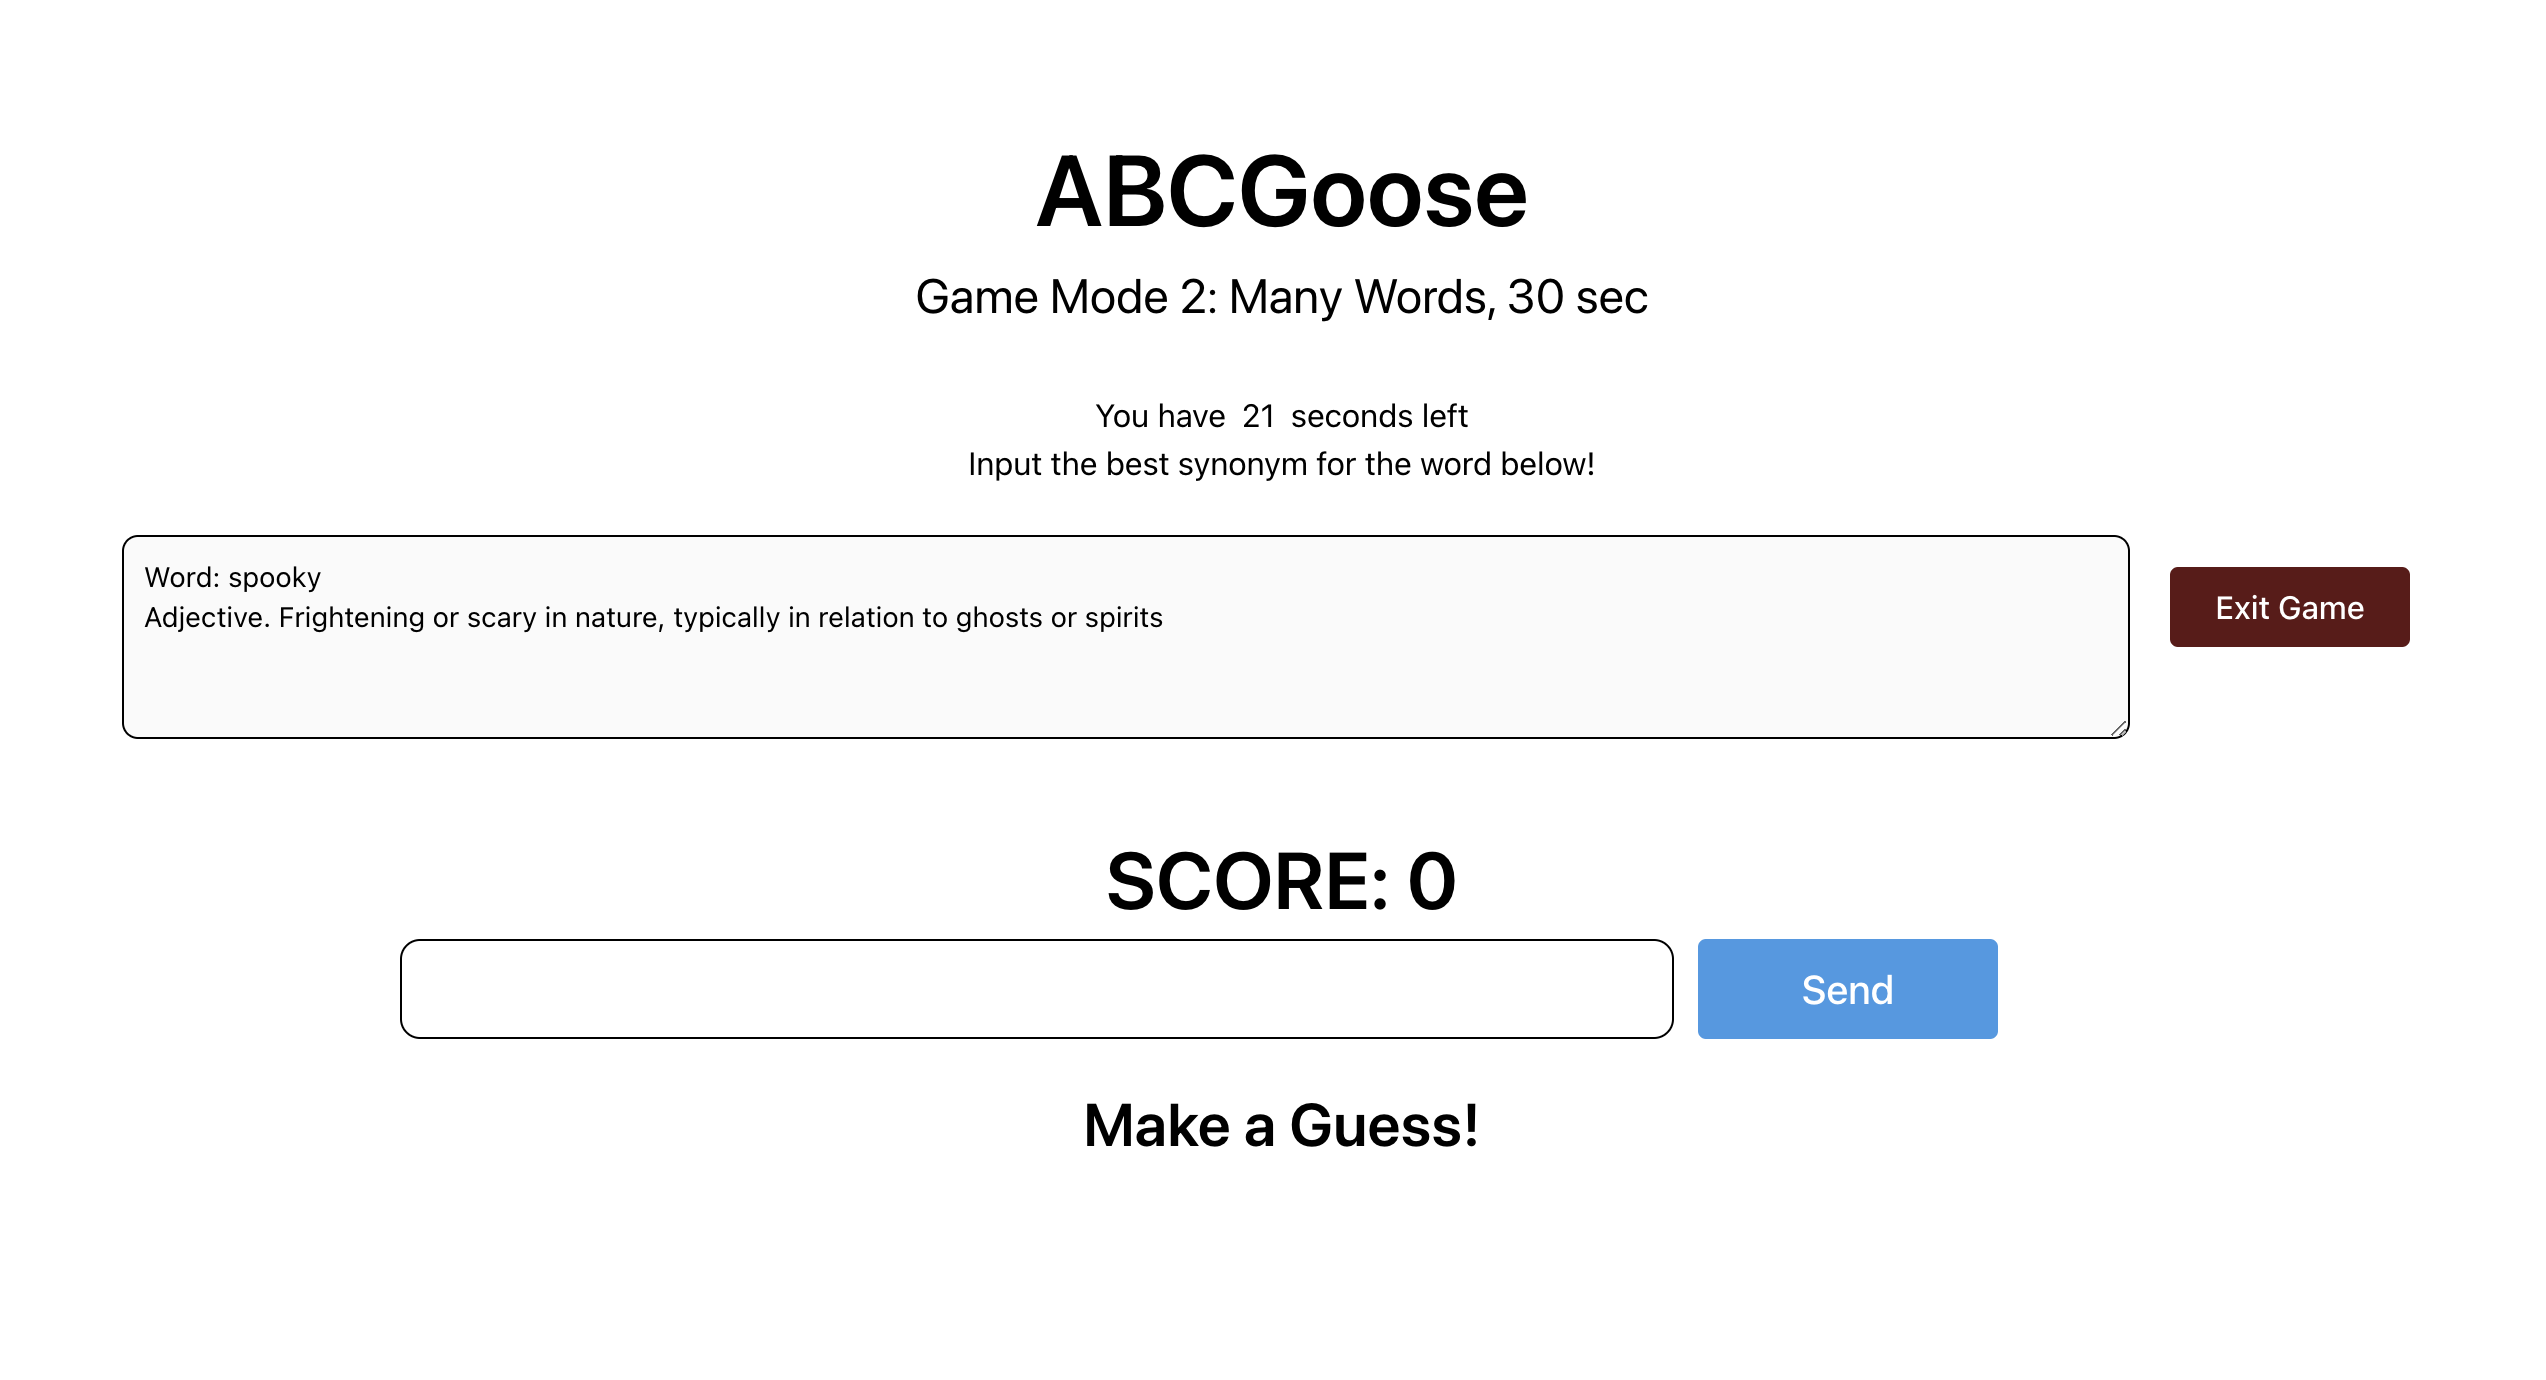 ABCGoose
Game Mode 2: Many Words, 30 sec
You have 21 seconds left
Input the best synonym for the word below!
Word: spooky
Adjective. Frightening or scary in nature, typically in relation to ghosts or spirits
Exit Game
SCORE: 0
Send
Make a Guess!